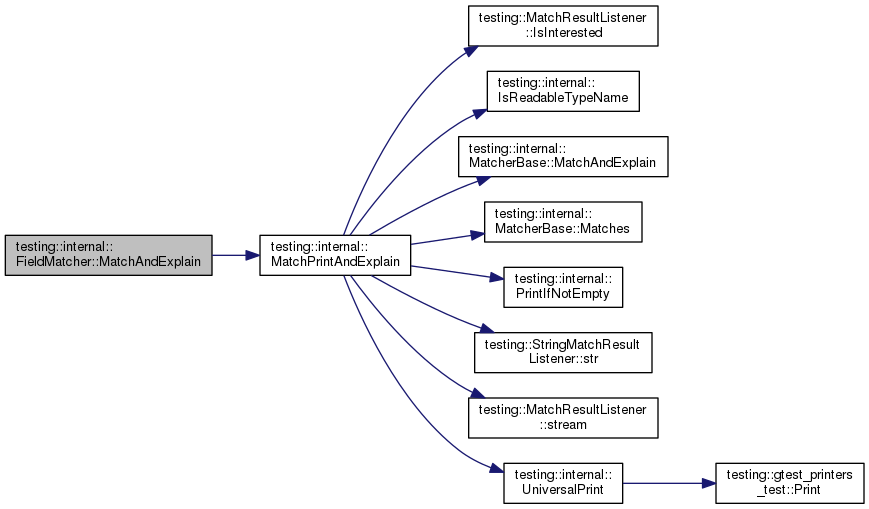 testing::internal::
FieldMatcher::MatchAndExplain
testing::internal::
MatchPrintAndExplain
testing::MatchResultListener
::IsInterested
testing::internal::
IsReadableTypeName
testing::internal::
MatcherBase::MatchAndExplain
testing::internal::
MatcherBase::Matches
testing::internal::
PrintIfNotEmpty
testing::StringMatchResult
Listener::str
testing::MatchResultListener
::stream
testing::internal::
UniversalPrint
testing::gtest_printers
_test::Print